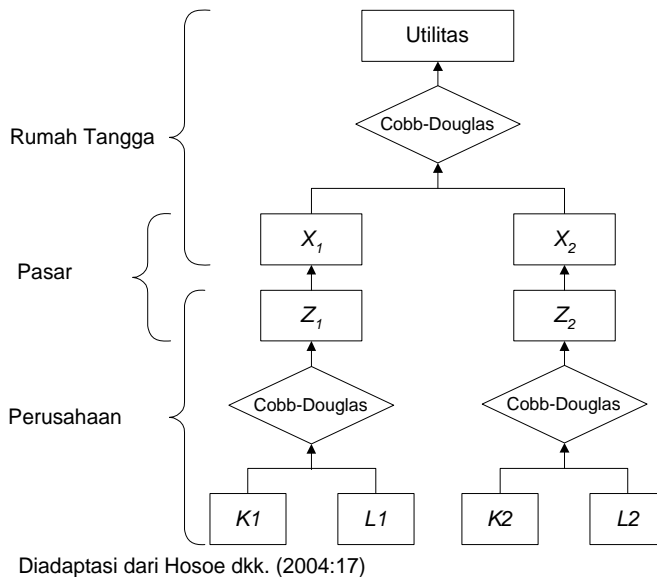 Utilitas
Cobb-Douglas
Rumah Tangga
X1 X2
Pasar
Z1 Z2
Cobb-Douglas Cobb-Douglas
Perusahaan
K1 L1 K2 L2
Diadaptasi dari Hosoe dkk. (2004:17)